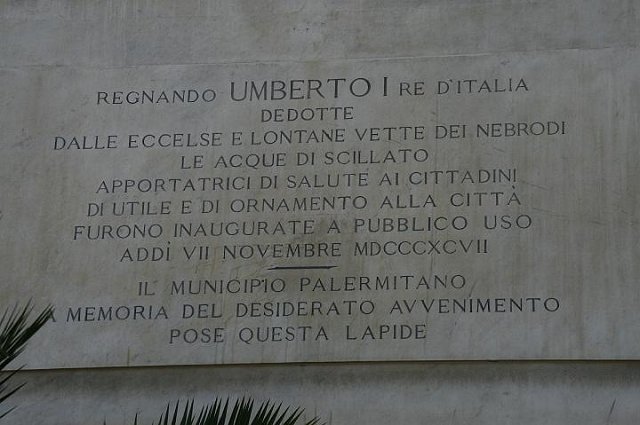 REGNANDO UMBERTO I RE D'ITALIA
DEDOTTE
DALLE ECCELSE E LONTANE VETTE DEI NEBRODI
LE ACQUE DI SCILLATO
APPORTATRICI DI SALUTE AI CITTADINI
DI UTILE E DI ORNAMENTO ALLA CITTÀ
FURONO INAUGURATE A PUBBLICO USO
ADDÌ VII NOVEMBRE MDCCCXCVII
IL MUNICIPIO PALERMITANO
A MEMORIA DEL DESIDERATO AVVENIMENTO
POSE QUESTA LAPIDE